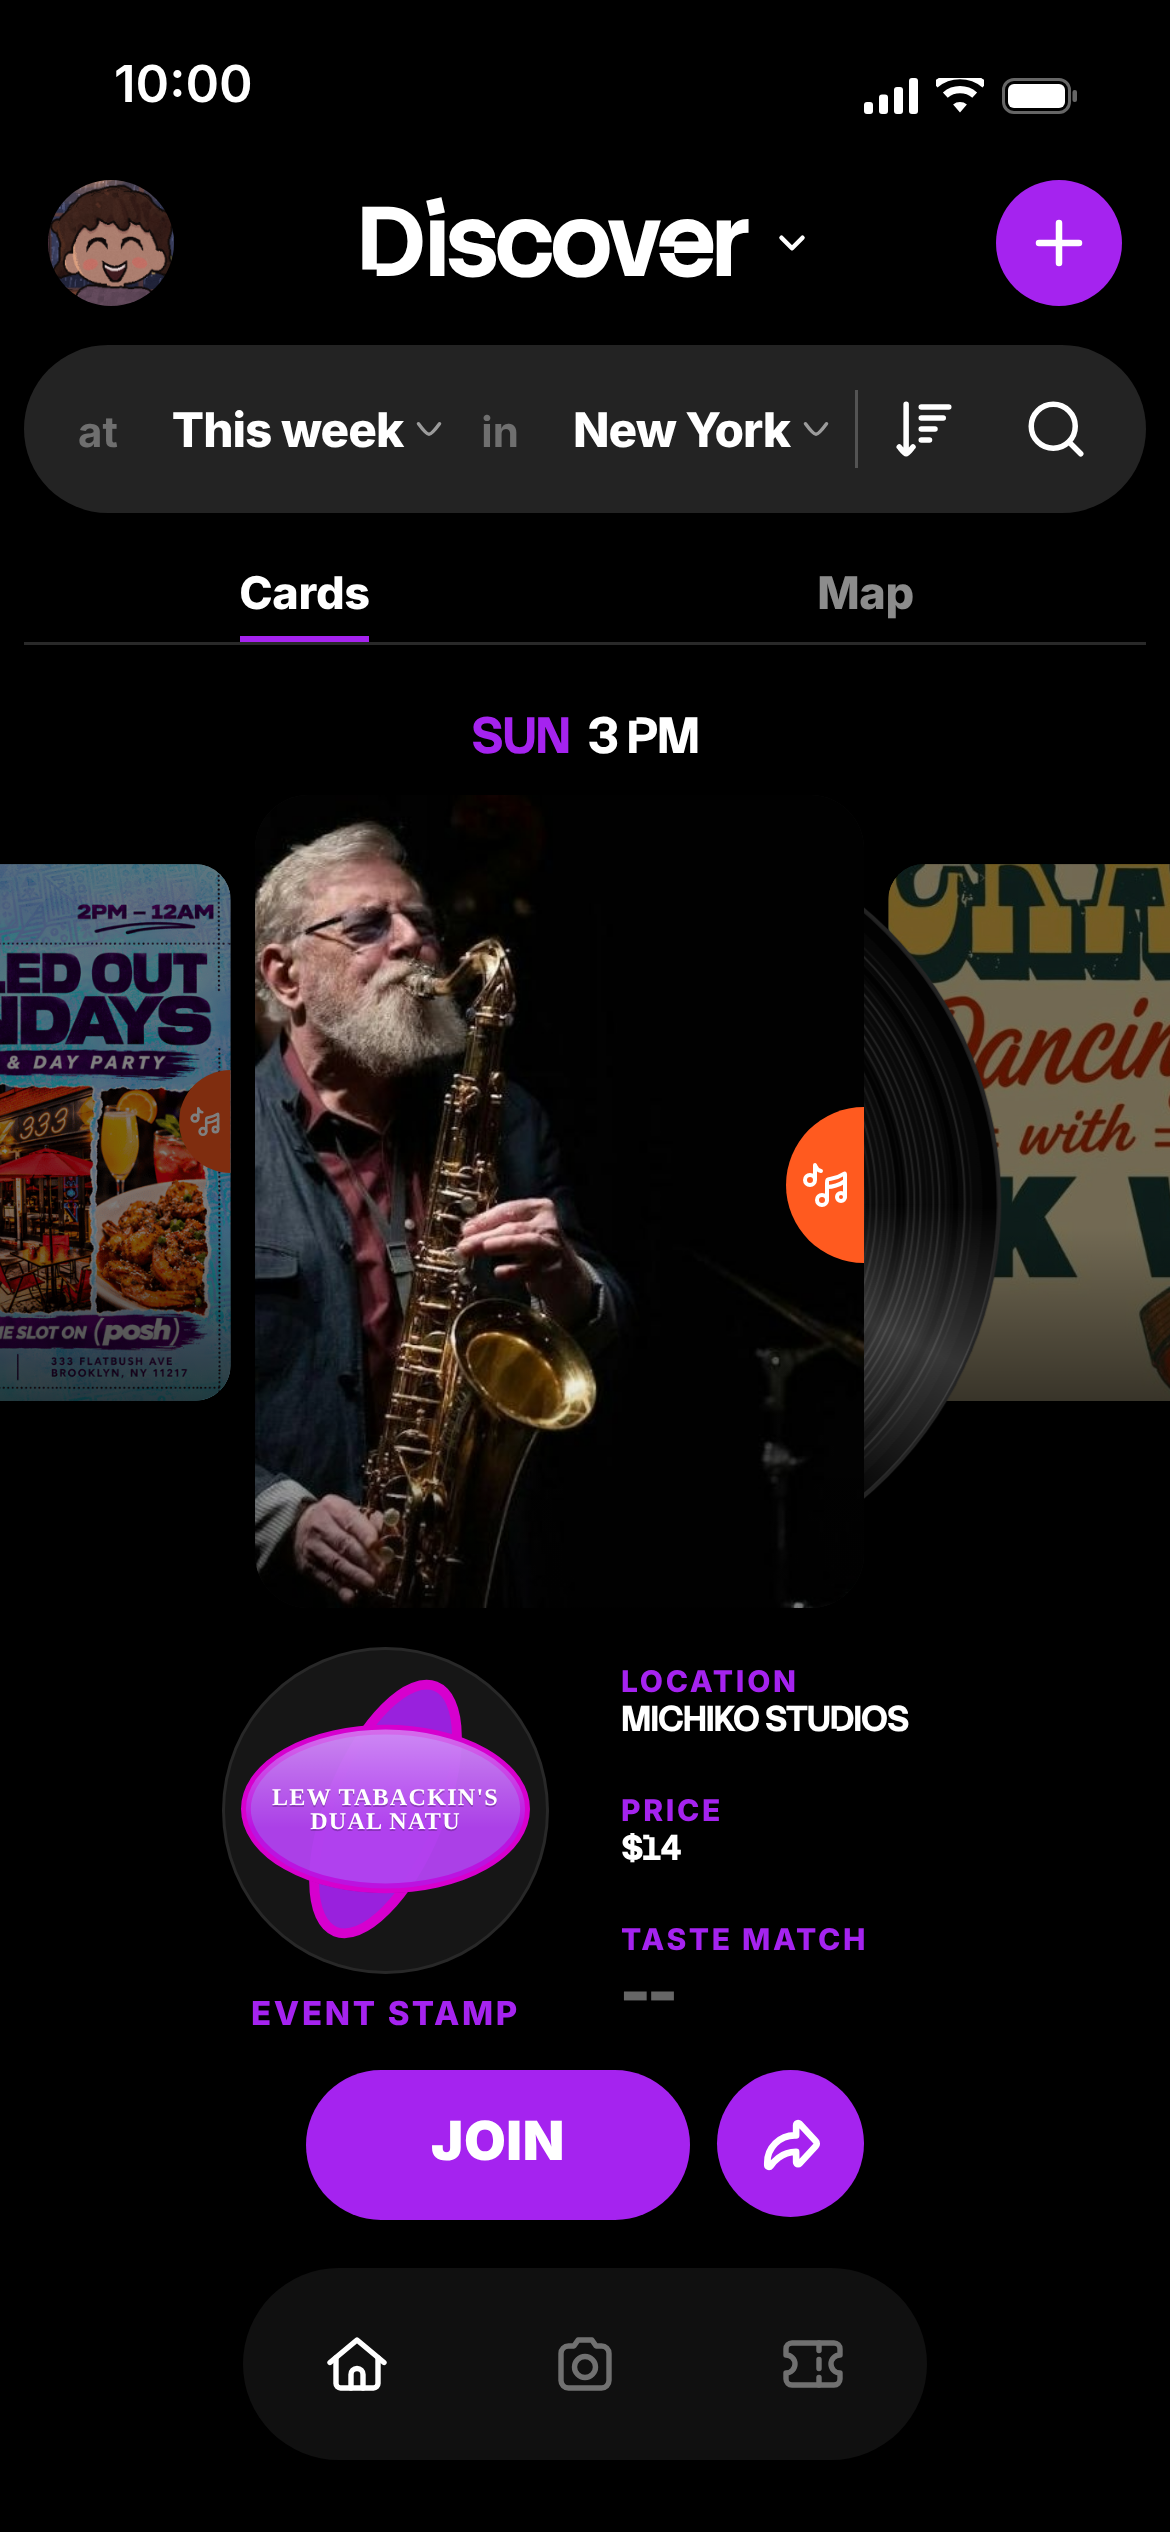 10:00
Discover
at This week in New York
Cards Map
SUN 3 PM
2PM – 12AM
LED OUT
NDAYS
& DAY PARTY
333
SLOT ON (posh)
333 FLATBUSH AVE
BROOKLYN, NY 11217
Dancin
with
K
LOCATION
MICHIKO STUDIOS
LEW TABACKIN'S
DUAL NATU
PRICE
$14
TASTE MATCH
--
EVENT STAMP
JOIN